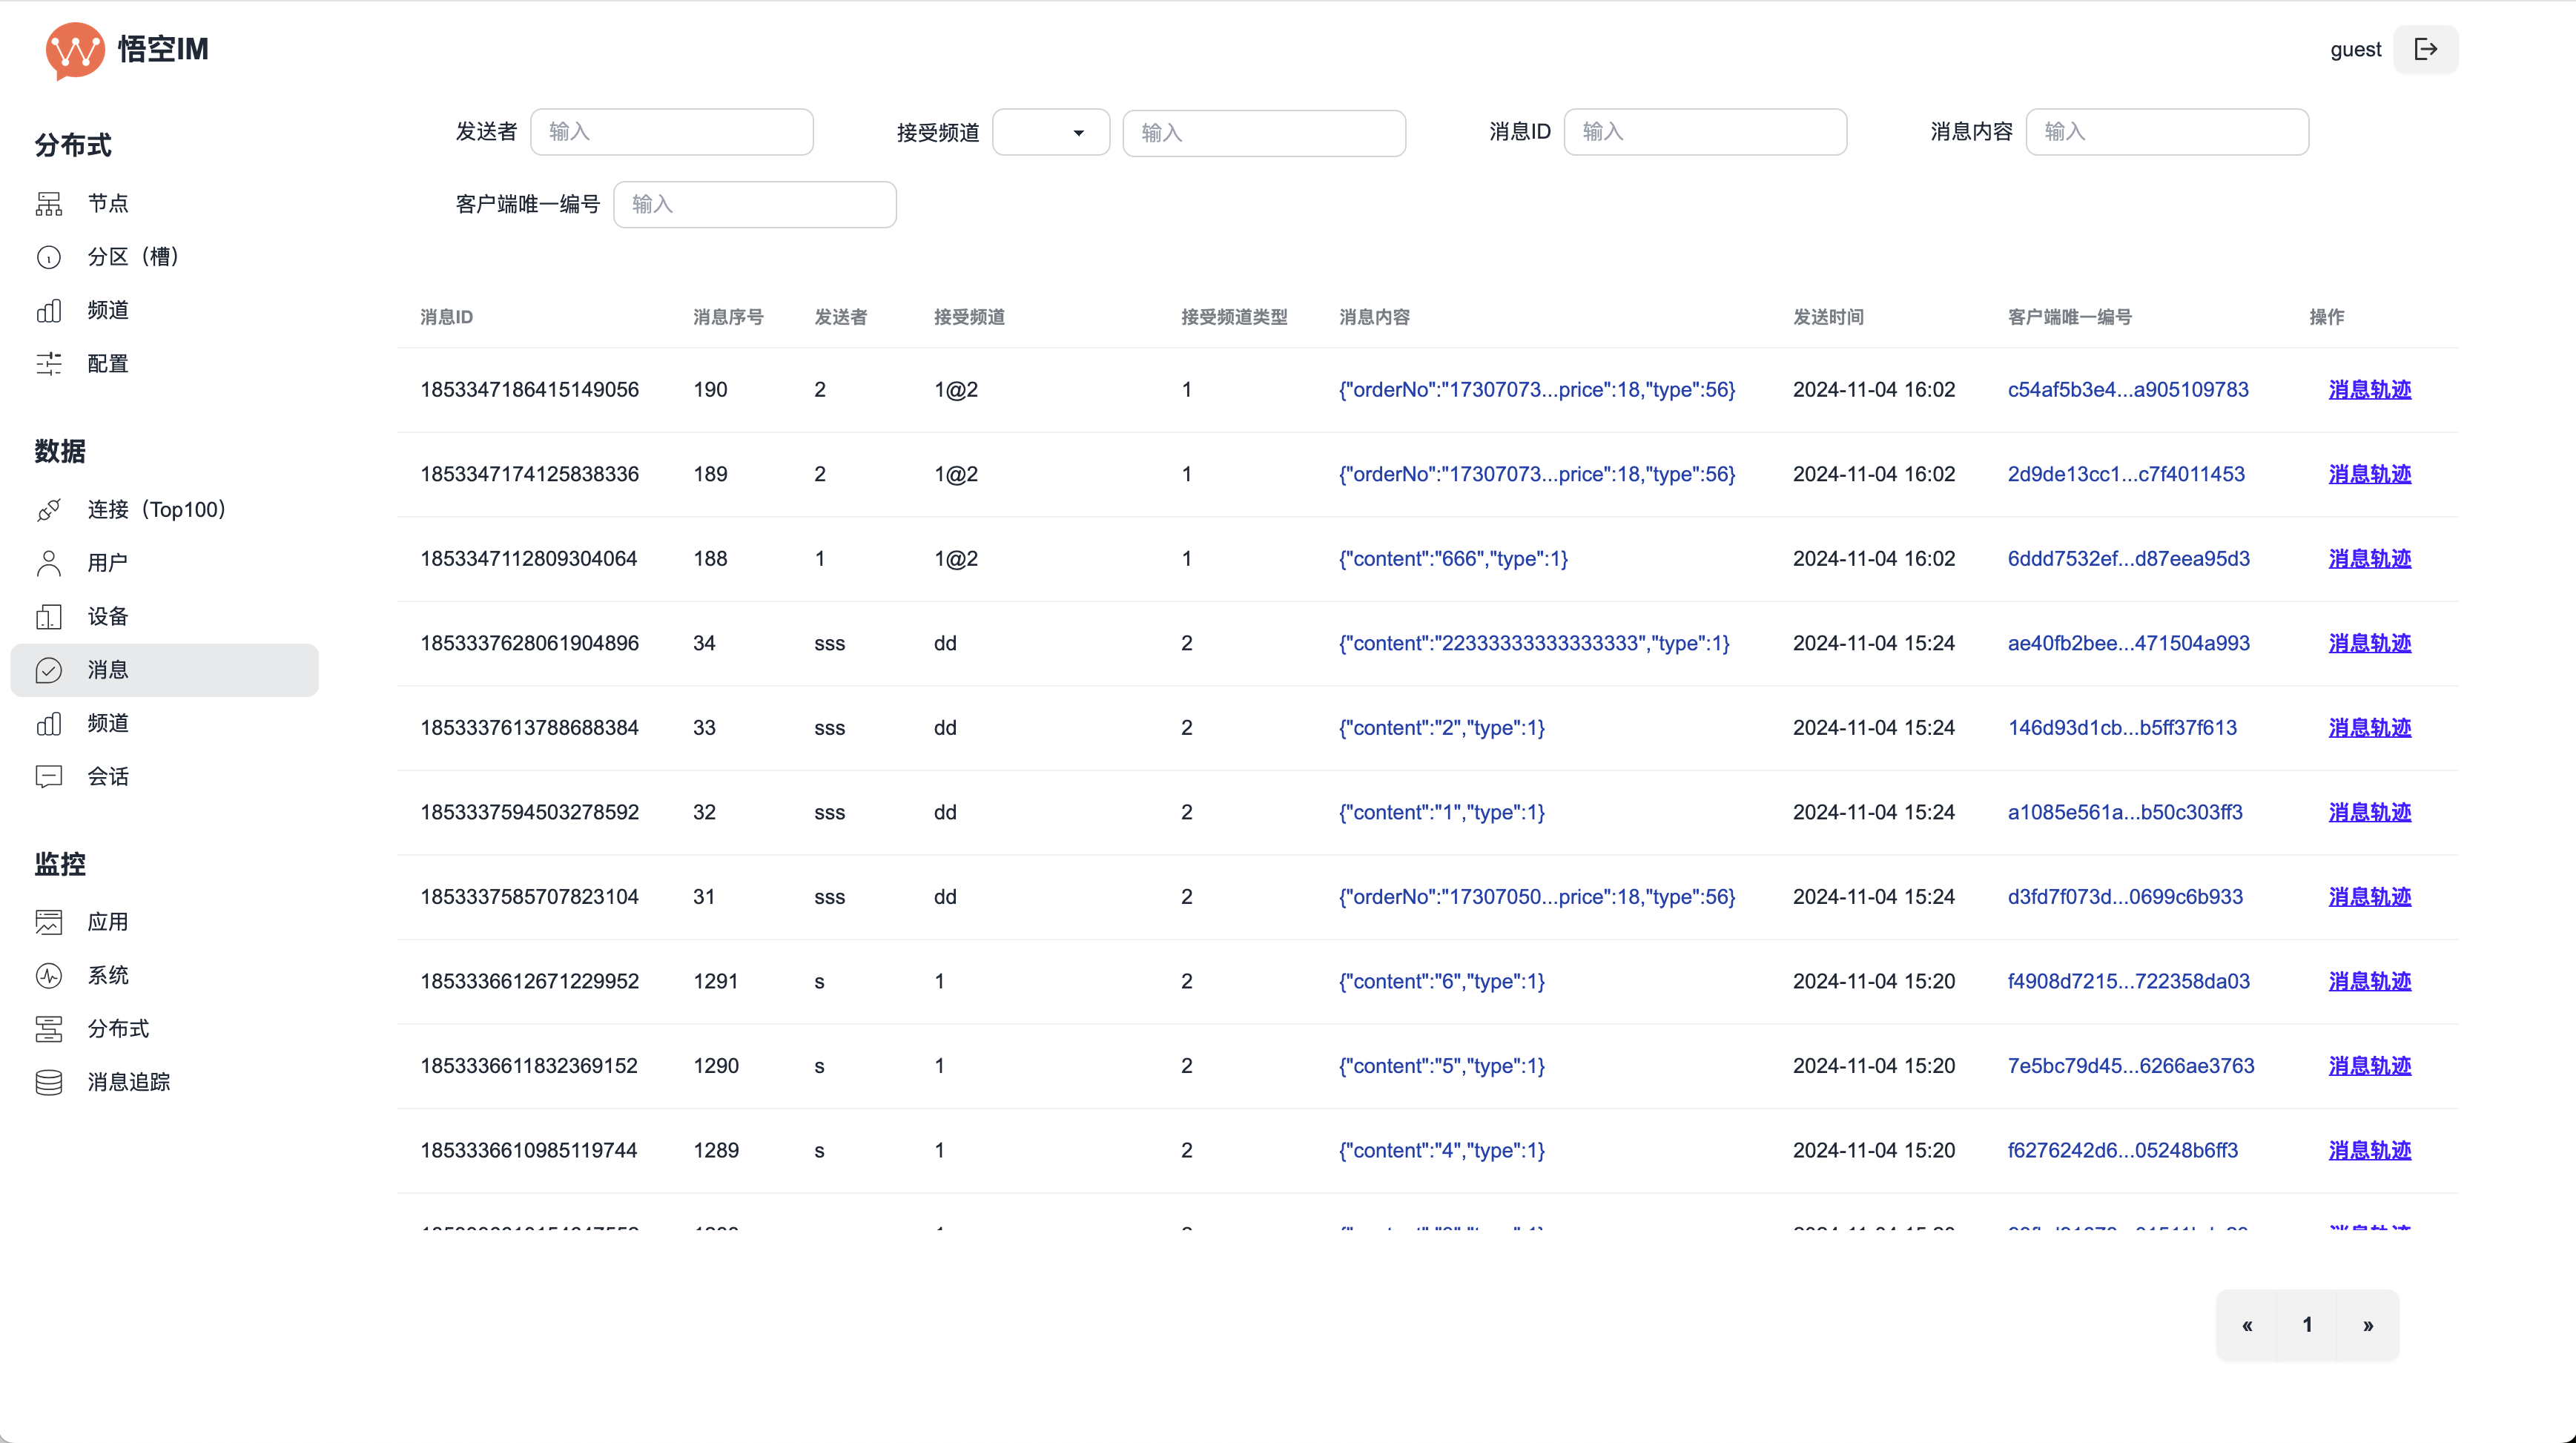 悟空IM
guest
分布式
节点
分区（槽）
频道
配置
数据
连接（Top100）
用户
设备
消息
频道
会话
监控
应用
系统
分布式
消息追踪
发送者 输入 接受频道 输入 消息ID 输入 消息内容 输入
客户端唯一编号 输入
消息ID 消息序号 发送者 接受频道 接受频道类型 消息内容 发送时间 客户端唯一编号 操作
1853347186415149056 190 2 1@2 1 {"orderNo":"17307073...price":18,"type":56} 2024-11-04 16:02 c54af5b3e4...a905109783 消息轨迹
1853347174125838336 189 2 1@2 1 {"orderNo":"17307073...price":18,"type":56} 2024-11-04 16:02 2d9de13cc1...c7f4011453 消息轨迹
1853347112809304064 188 1 1@2 1 {"content":"666","type":1} 2024-11-04 16:02 6ddd7532ef...d87eea95d3 消息轨迹
1853337628061904896 34 sss dd 2 {"content":"22333333333333333","type":1} 2024-11-04 15:24 ae40fb2bee...471504a993 消息轨迹
1853337613788688384 33 sss dd 2 {"content":"2","type":1} 2024-11-04 15:24 146d93d1cb...b5ff37f613 消息轨迹
1853337594503278592 32 sss dd 2 {"content":"1","type":1} 2024-11-04 15:24 a1085e561a...b50c303ff3 消息轨迹
1853337585707823104 31 sss dd 2 {"orderNo":"17307050...price":18,"type":56} 2024-11-04 15:24 d3fd7f073d...0699c6b933 消息轨迹
1853336612671229952 1291 s 1 2 {"content":"6","type":1} 2024-11-04 15:20 f4908d7215...722358da03 消息轨迹
1853336611832369152 1290 s 1 2 {"content":"5","type":1} 2024-11-04 15:20 7e5bc79d45...6266ae3763 消息轨迹
1853336610985119744 1289 s 1 2 {"content":"4","type":1} 2024-11-04 15:20 f6276242d6...05248b6ff3 消息轨迹
« 1 »